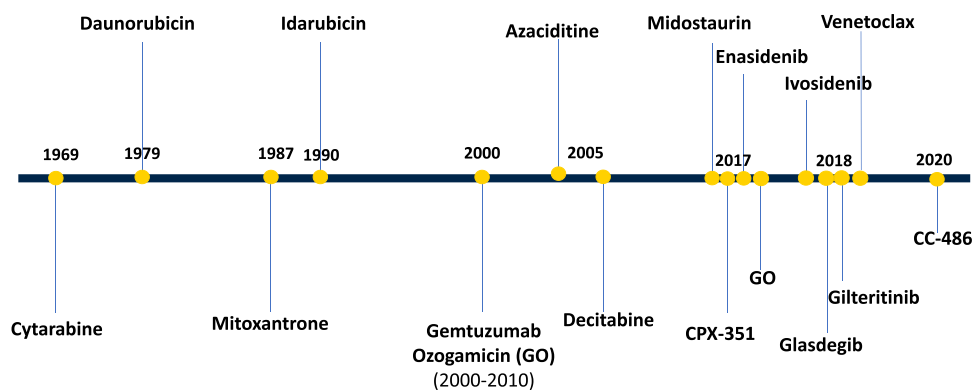 Daunorubicin
Idarubicin
Azaciditine
Midostaurin
Venetoclax
Enasidenib
Ivosidenib
1969
1979
1987
1990
2000
2005
2017
2018
2020
CC-486
GO
Gilteritinib
Cytarabine
Mitoxantrone
Gemtuzumab
Ozogamicin (GO)
(2000-2010)
Decitabine
CPX-351
Glasdegib